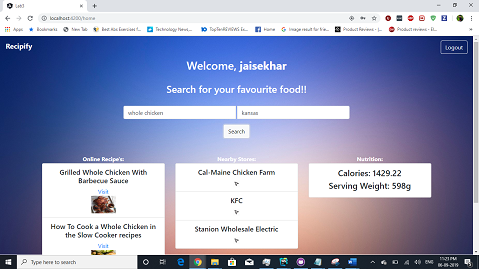 Lab3
localhost:4200/home
Apps
Bookmarks
New Tab
Technology News,...
TopTenREVIEWS Ex...
Home
Image result for frie...
Product Reviews - J...
Product reviews - El...
Recipify
Logout
Welcome, jaisekhar
Search for your favourite food!!
whole chicken
kansas
Search
Online Recipe's:
Grilled Whole Chicken With
Barbecue Sauce
Visit
How To Cook a Whole Chicken in
the Slow Cooker recipes
Visit
Nearby Stores:
Cal-Maine Chicken Farm
KFC
Stanion Wholesale Electric
Nutrition:
Calories: 1429.22
Serving Weight: 598g
Type here to search
ENG
11:23 PM
06-09-2019